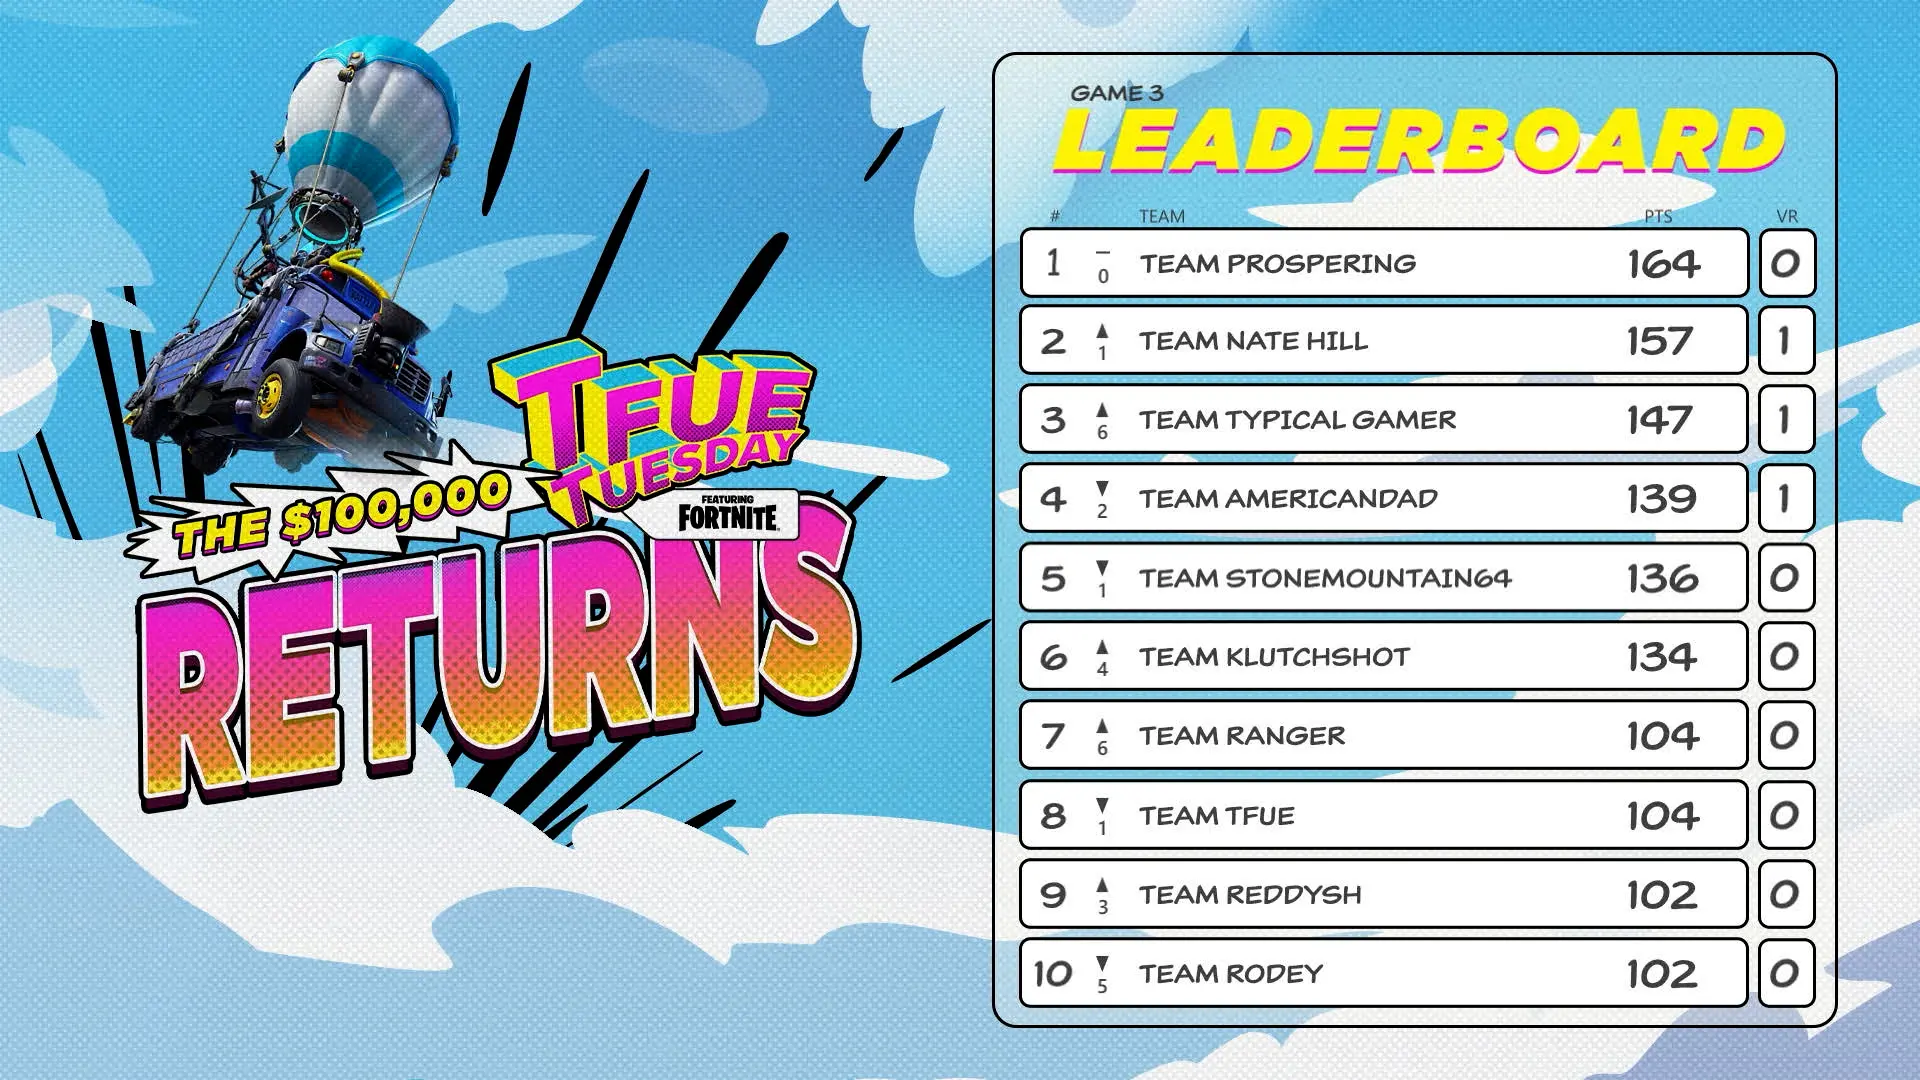 TFUE
TUESDAY
FEATURING
FORTNITE
THE $100,000
RETURNS
GAME 3
LEADERBOARD
# TEAM PTS VR
1 – 0 TEAM PROSPERING 164 0
2 ▲ 1 TEAM NATE HILL 157 1
3 ▲ 6 TEAM TYPICAL GAMER 147 1
4 ▼ 2 TEAM AMERICANDAD 139 1
5 ▼ 1 TEAM STONEMOUNTAIN64 136 0
6 ▲ 4 TEAM KLUTCHSHOT 134 0
7 ▲ 6 TEAM RANGER 104 0
8 ▼ 1 TEAM TFUE 104 0
9 ▲ 3 TEAM REDDYSH 102 0
10 ▼ 5 TEAM RODEY 102 0